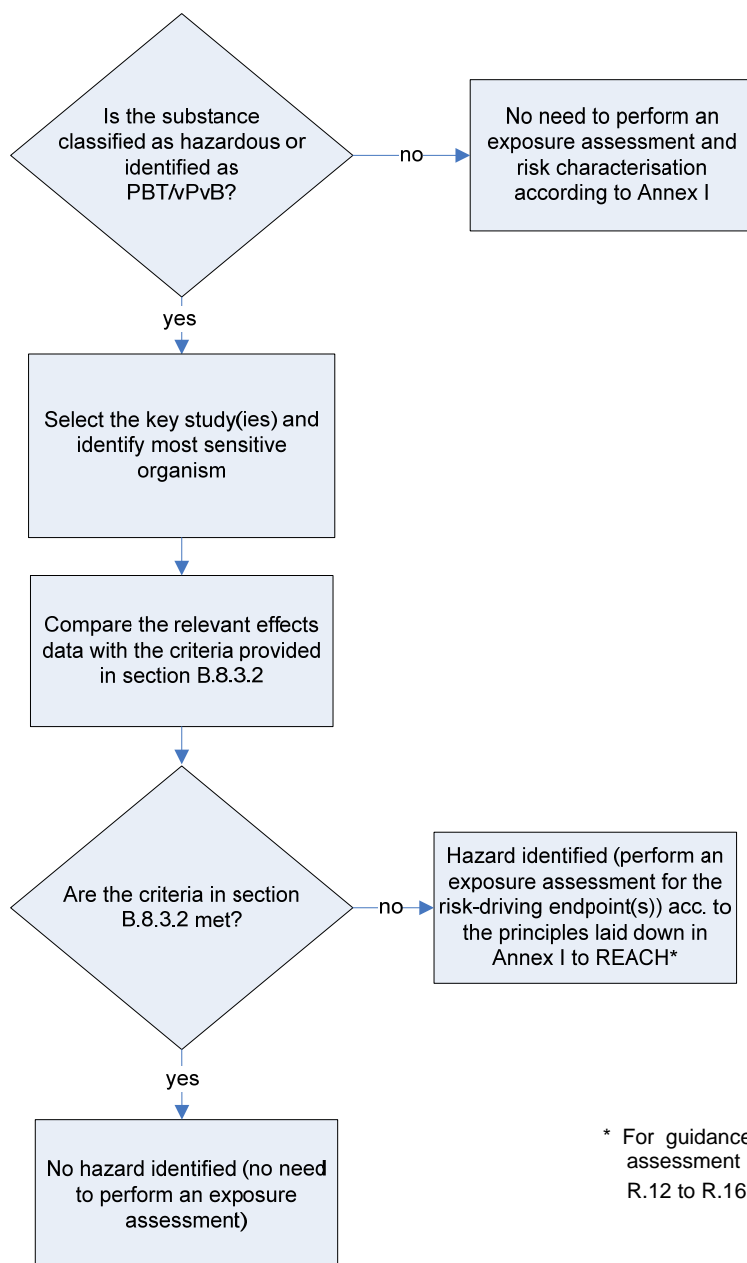 Is the substance
classified as hazardous or
identified as
PBT/vPvB?
no
No need to perform an
exposure assessment and
risk characterisation
according to Annex I
yes
Select the key study(ies) and
identify most sensitive
organism
Compare the relevant effects
data with the criteria provided
in section B.8.3.2
Are the criteria in section
B.8.3.2 met?
no
Hazard identified (perform an
exposure assessment for the
risk-driving endpoint(s)) acc. to
the principles laid down in
Annex I to REACH*
yes
No hazard identified (no need
to perform an exposure
assessment)
* For guidance
assessment
R.12 to R.16